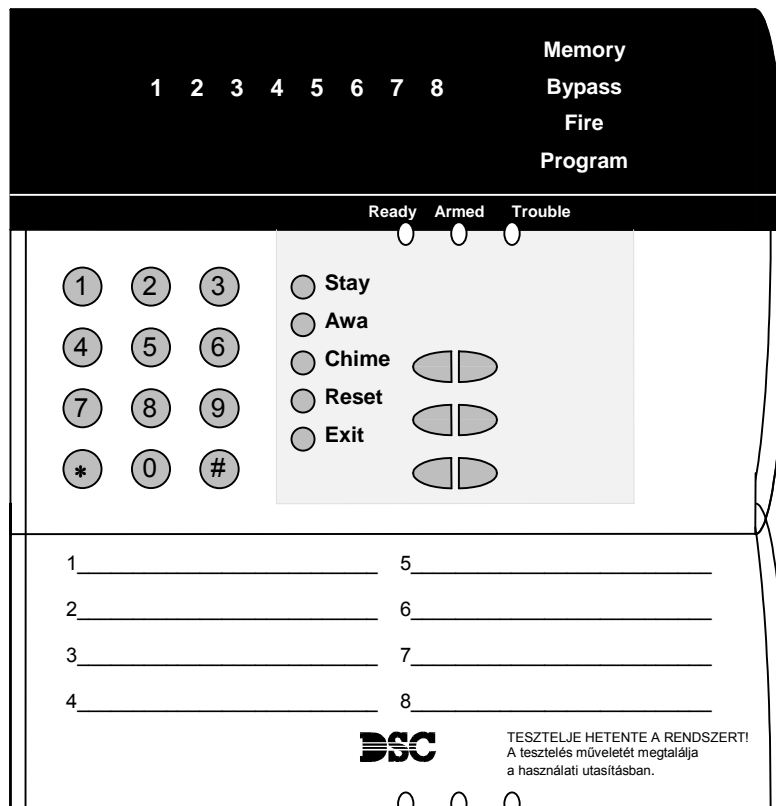 Memory
1 2 3 4 5 6 7 8 Bypass
Fire
Program
Ready Armed Trouble
1 2 3 Stay
Awa
4 5 6 Chime
7 8 9 Reset
Exit
* 0 #
1 5
2 6
3 7
4 8
DSC
TESZTELJE HETENTE A RENDSZERT!
A tesztelés műveletét megtalálja
a használati utasításban.